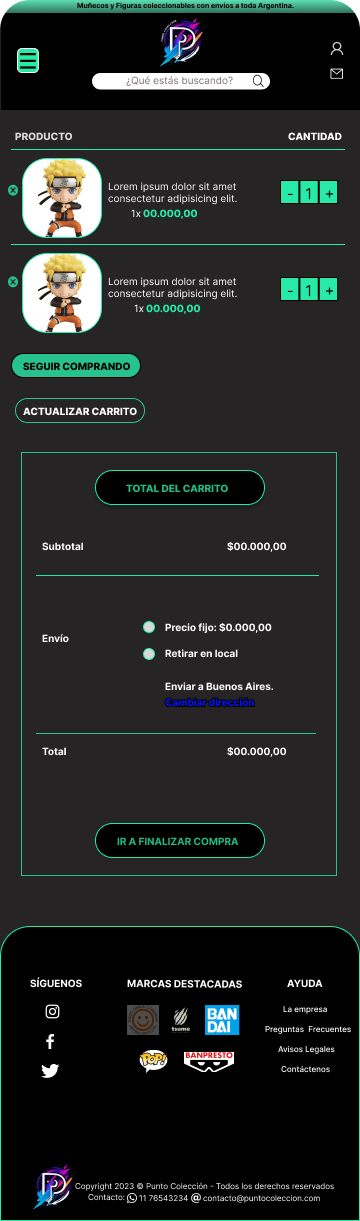 Muñecos y Figuras coleccionables con envíos a toda Argentina.
¿Qué estás buscando?
PRODUCTO CANTIDAD
Lorem ipsum dolor sit amet
consectetur adipisicing elit.
1x 00.000,00
- 1 +
Lorem ipsum dolor sit amet
consectetur adipisicing elit.
1x 00.000,00
- 1 +
SEGUIR COMPRANDO
ACTUALIZAR CARRITO
TOTAL DEL CARRITO
Subtotal $00.000,00
Envío
Precio fijo: $0.000,00
Retirar en local
Enviar a Buenos Aires.
Cambiar dirección
Total $00.000,00
IR A FINALIZAR COMPRA
SÍGUENOS
MARCAS DESTACADAS
tsume
BAN
DAI
POP!
BANPRESTO
AYUDA
La empresa
Preguntas Frecuentes
Avisos Legales
Contáctenos
Copyright 2023 © Punto Colección - Todos los derechos reservados
Contacto: 11 76543234 @ contacto@puntocoleccion.com